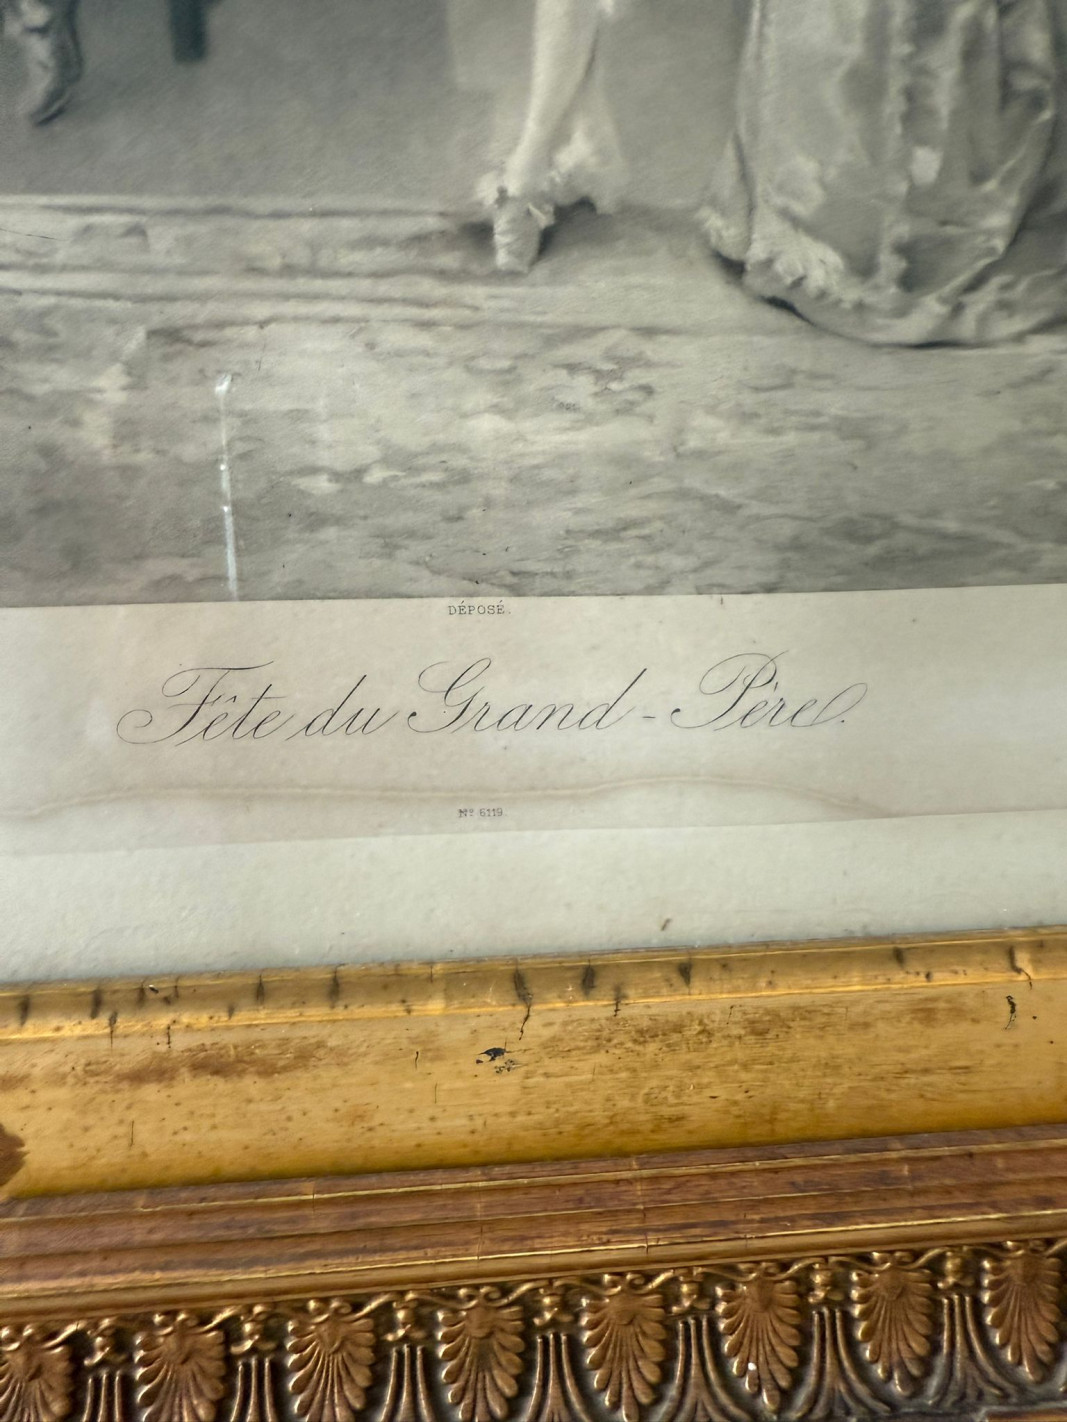 DÉPOSÉ.
Fête du Grand-Père.
Nº 6119.